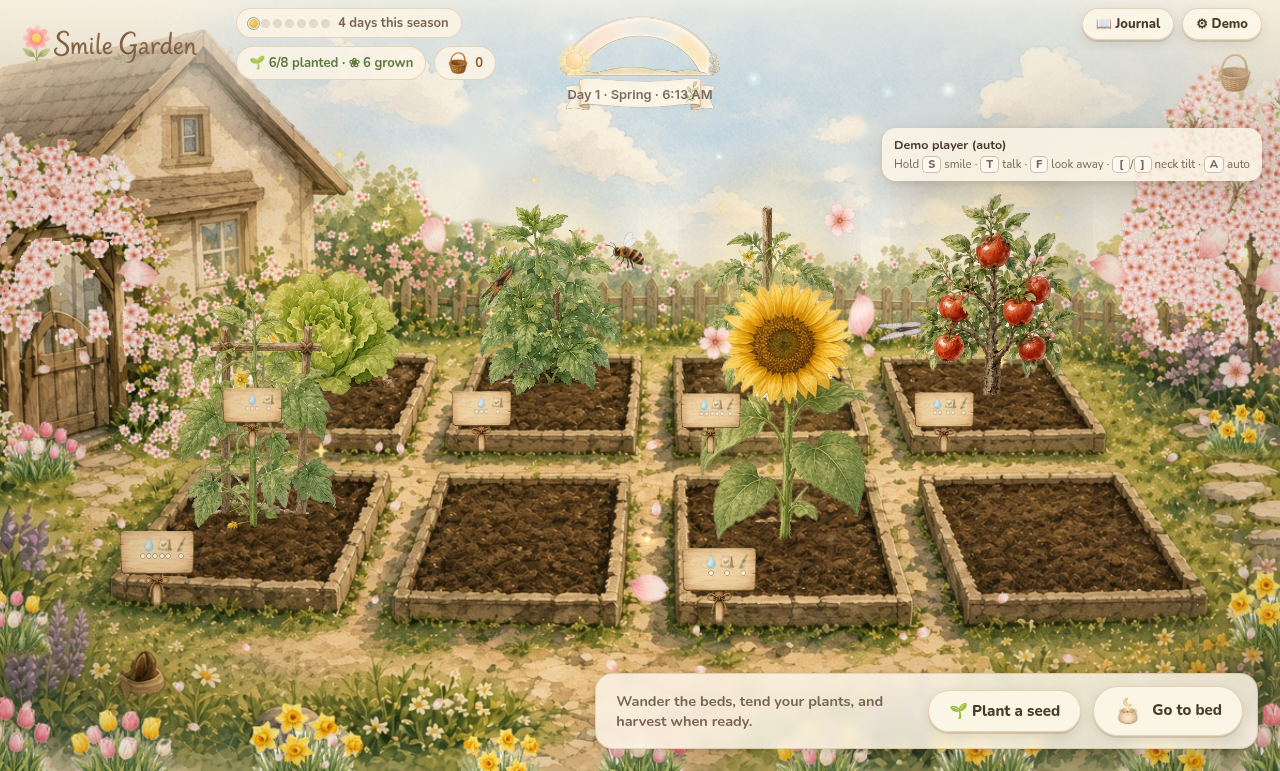 Smile Garden
4 days this season
6/8 planted · 6 grown
0
Day 1 · Spring · 6:13 AM
Journal
Demo
Demo player (auto)
Hold S smile · T talk · F look away · [ / ] neck tilt · A auto
Wander the beds, tend your plants, and
harvest when ready.
Plant a seed
Go to bed